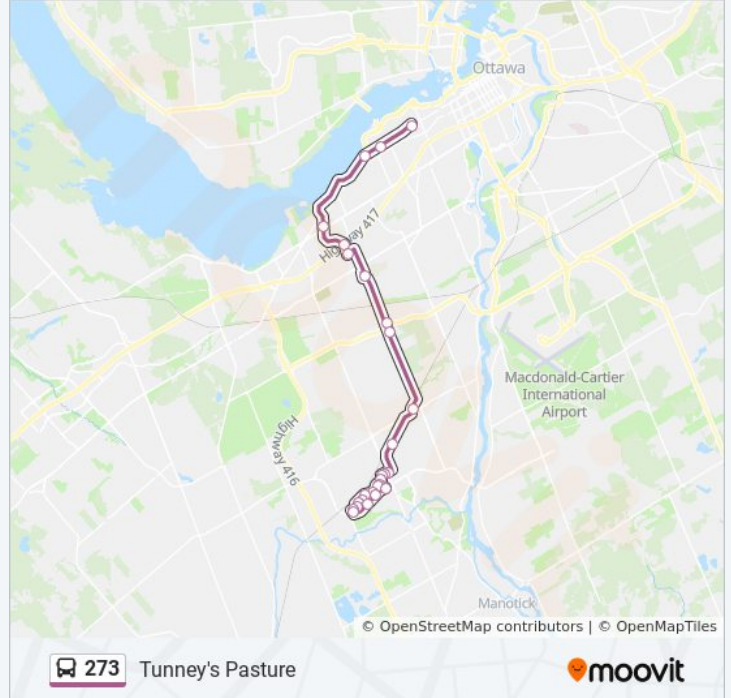 Ottawa
Highway 417
Macdonald-Cartier
International
Airport
Highway 416
Manotick
© OpenStreetMap contributors | © OpenMapTiles
273 Tunney's Pasture
moovit